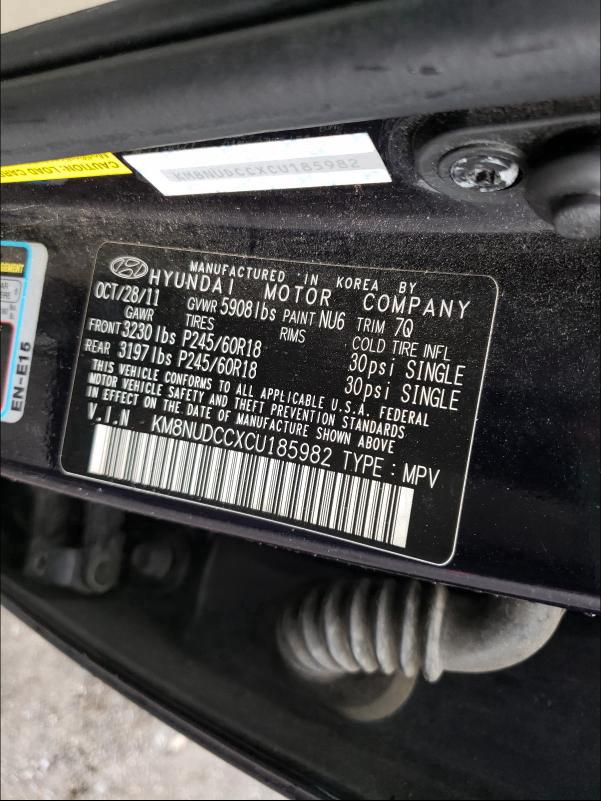 CAUTION: LOAD CARR
KM8NUDCCXCU185982
EN-E15
MANUFACTURED IN KOREA BY
HYUNDAI MOTOR COMPANY
OCT/28/11 GVWR 5908lbs PAINT NU6 TRIM 7Q
GAWR TIRES RIMS COLD TIRE INFL
FRONT 3230 lbs P245/60R18 30psi SINGLE
REAR 3197 lbs P245/60R18 30psi SINGLE
THIS VEHICLE CONFORMS TO ALL APPLICABLE U.S.A. FEDERAL
MOTOR VEHICLE SAFETY AND THEFT PREVENTION STANDARDS
IN EFFECT ON THE DATE OF MANUFACTURE SHOWN ABOVE
V.I.N KM8NUDCCXCU185982 TYPE : MPV